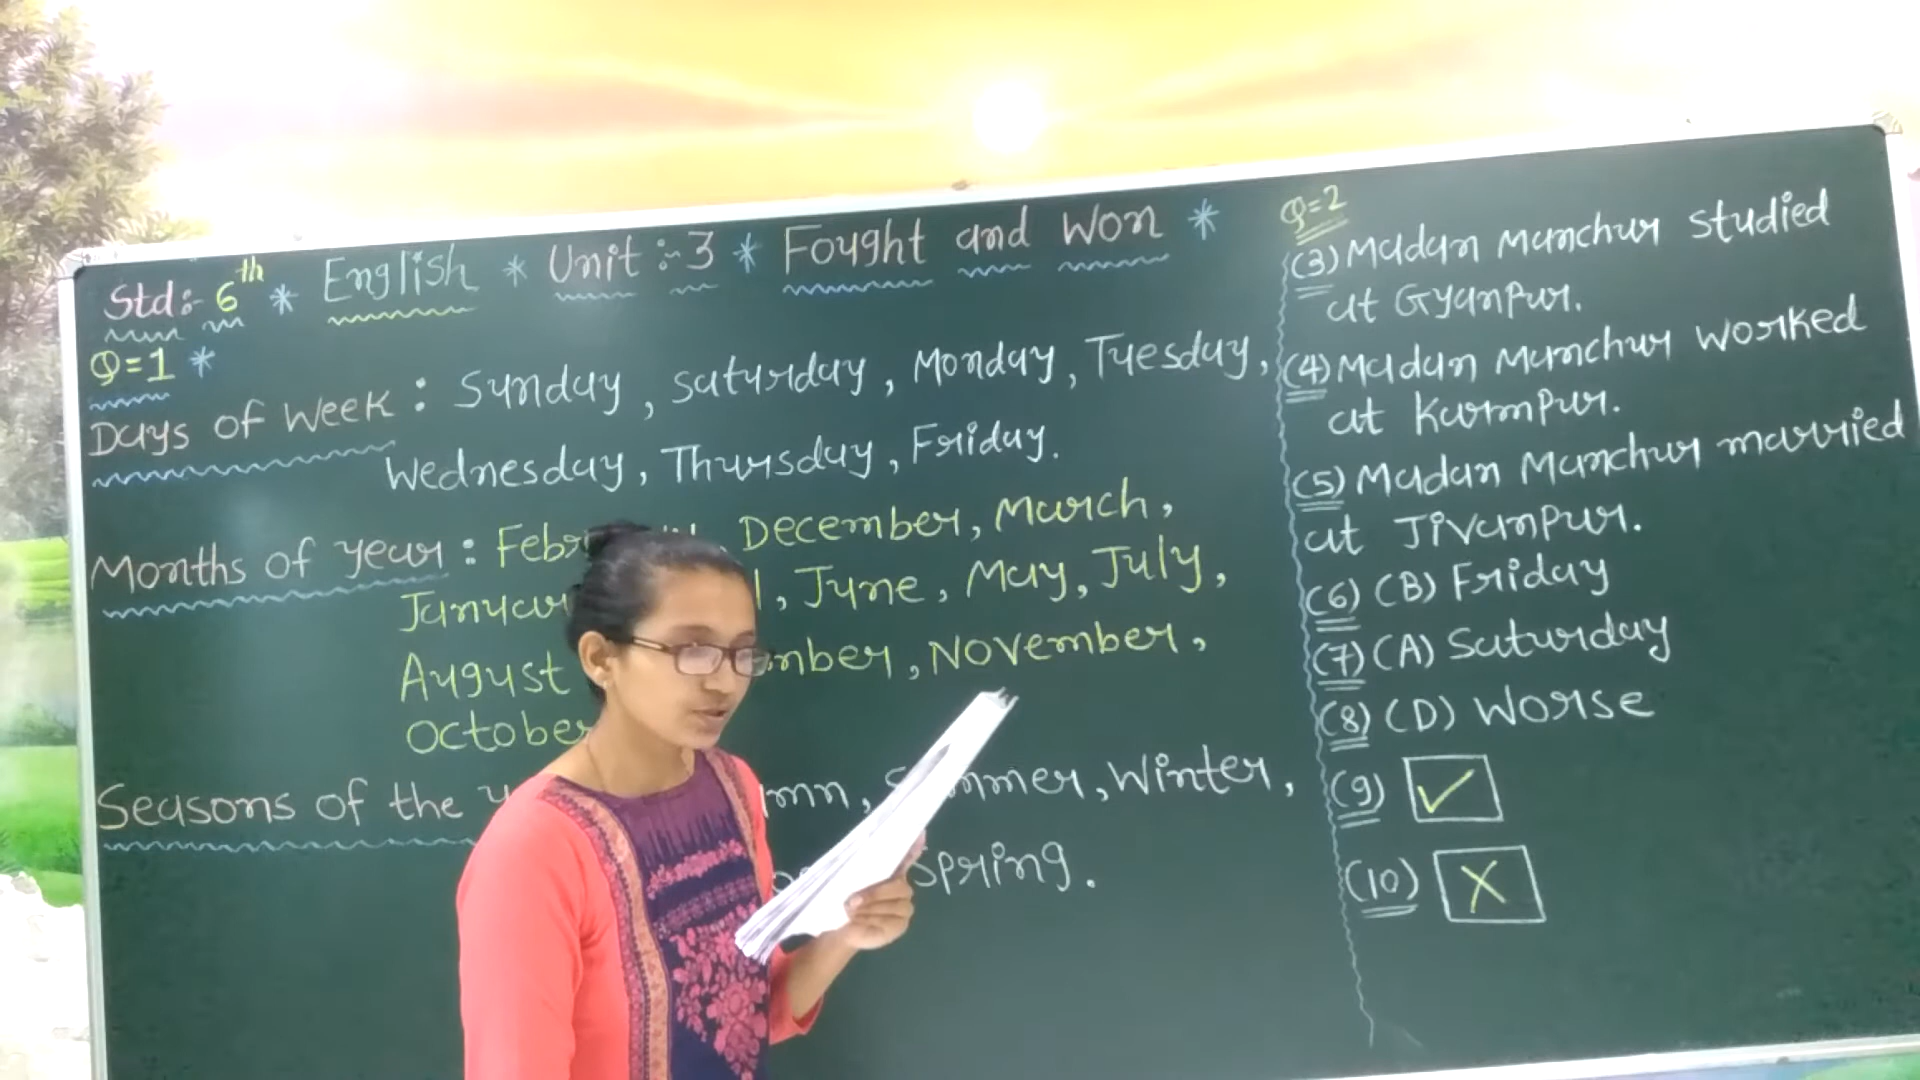 Std:- 6th * English * Unit :- 3 * Fought and Won *
Q=1 *
Days of Week : Sunday, Saturday, Monday, Tuesday,
Wednesday, Thursday, Friday.
Months of year : December, March,
June, May, July,
August November,
October
Seasons of the Winter,
Spring.
Q=2
(3) Madan Manchur studied
at Gyanpur.
(4) Madan Manchur worked
at Karmpur.
(5) Madan Manchur married
at Jivanpur.
(6) (B) Friday
(7) (A) Saturday
(8) (D) Worse
(9) ✓
(10) X